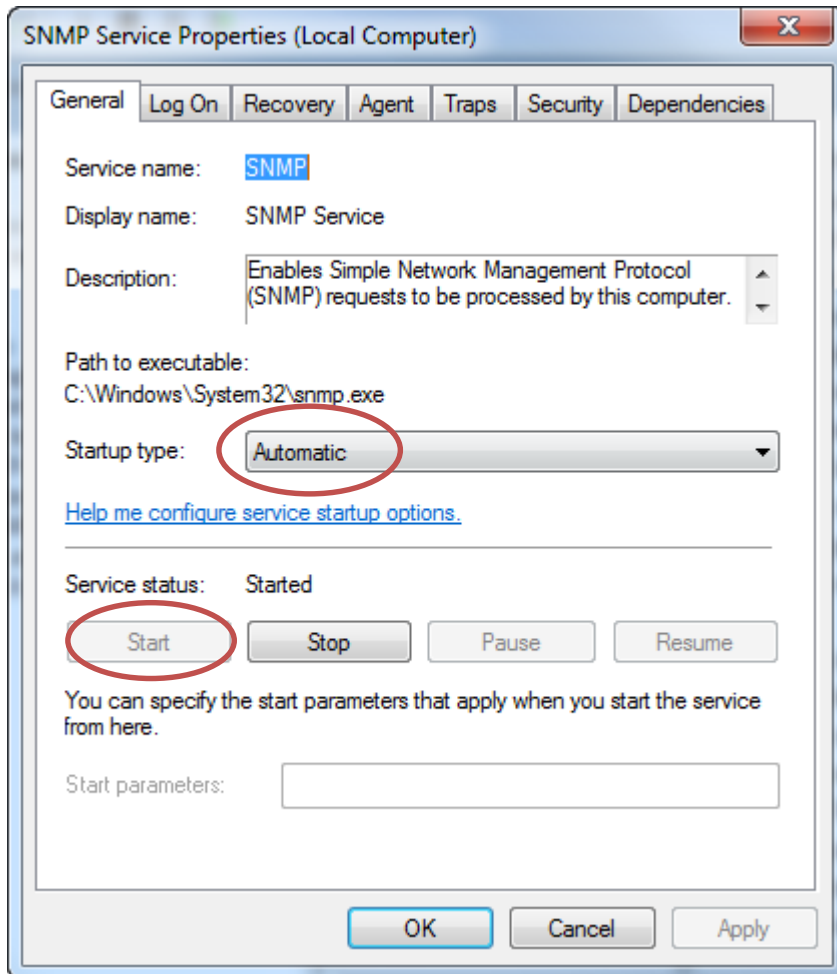 SNMP Service Properties (Local Computer)
General Log On Recovery Agent Traps Security Dependencies
Service name: SNMP
Display name: SNMP Service
Description: Enables Simple Network Management Protocol
(SNMP) requests to be processed by this computer.
Path to executable:
C:\Windows\System32\snmp.exe
Startup type: Automatic
Help me configure service startup options.
Service status: Started
Start Stop Pause Resume
You can specify the start parameters that apply when you start the service
from here.
Start parameters:
OK Cancel Apply